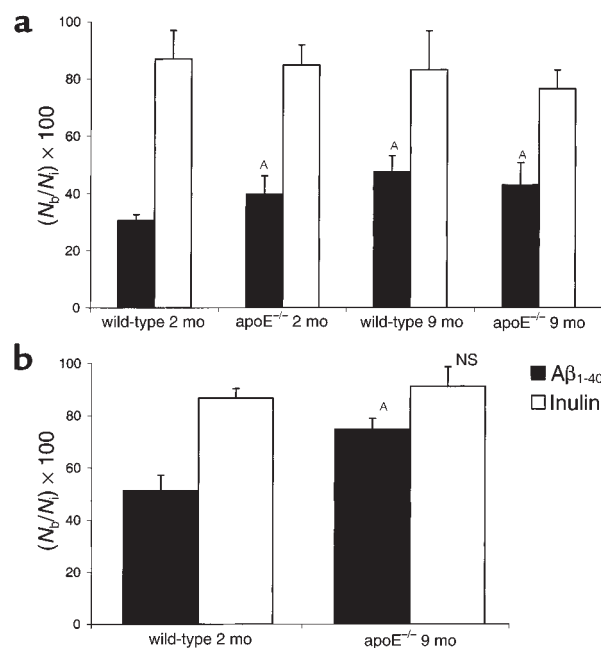 a
(Nb/Ni) × 100
100
80
60
40
20
0
A
A
A
wild-type 2 mo
apoE−/− 2 mo
wild-type 9 mo
apoE−/− 9 mo
b
(Nb/Ni) × 100
100
80
60
40
20
0
A
NS
wild-type 2 mo
apoE−/− 9 mo
Aβ1-40
Inulin